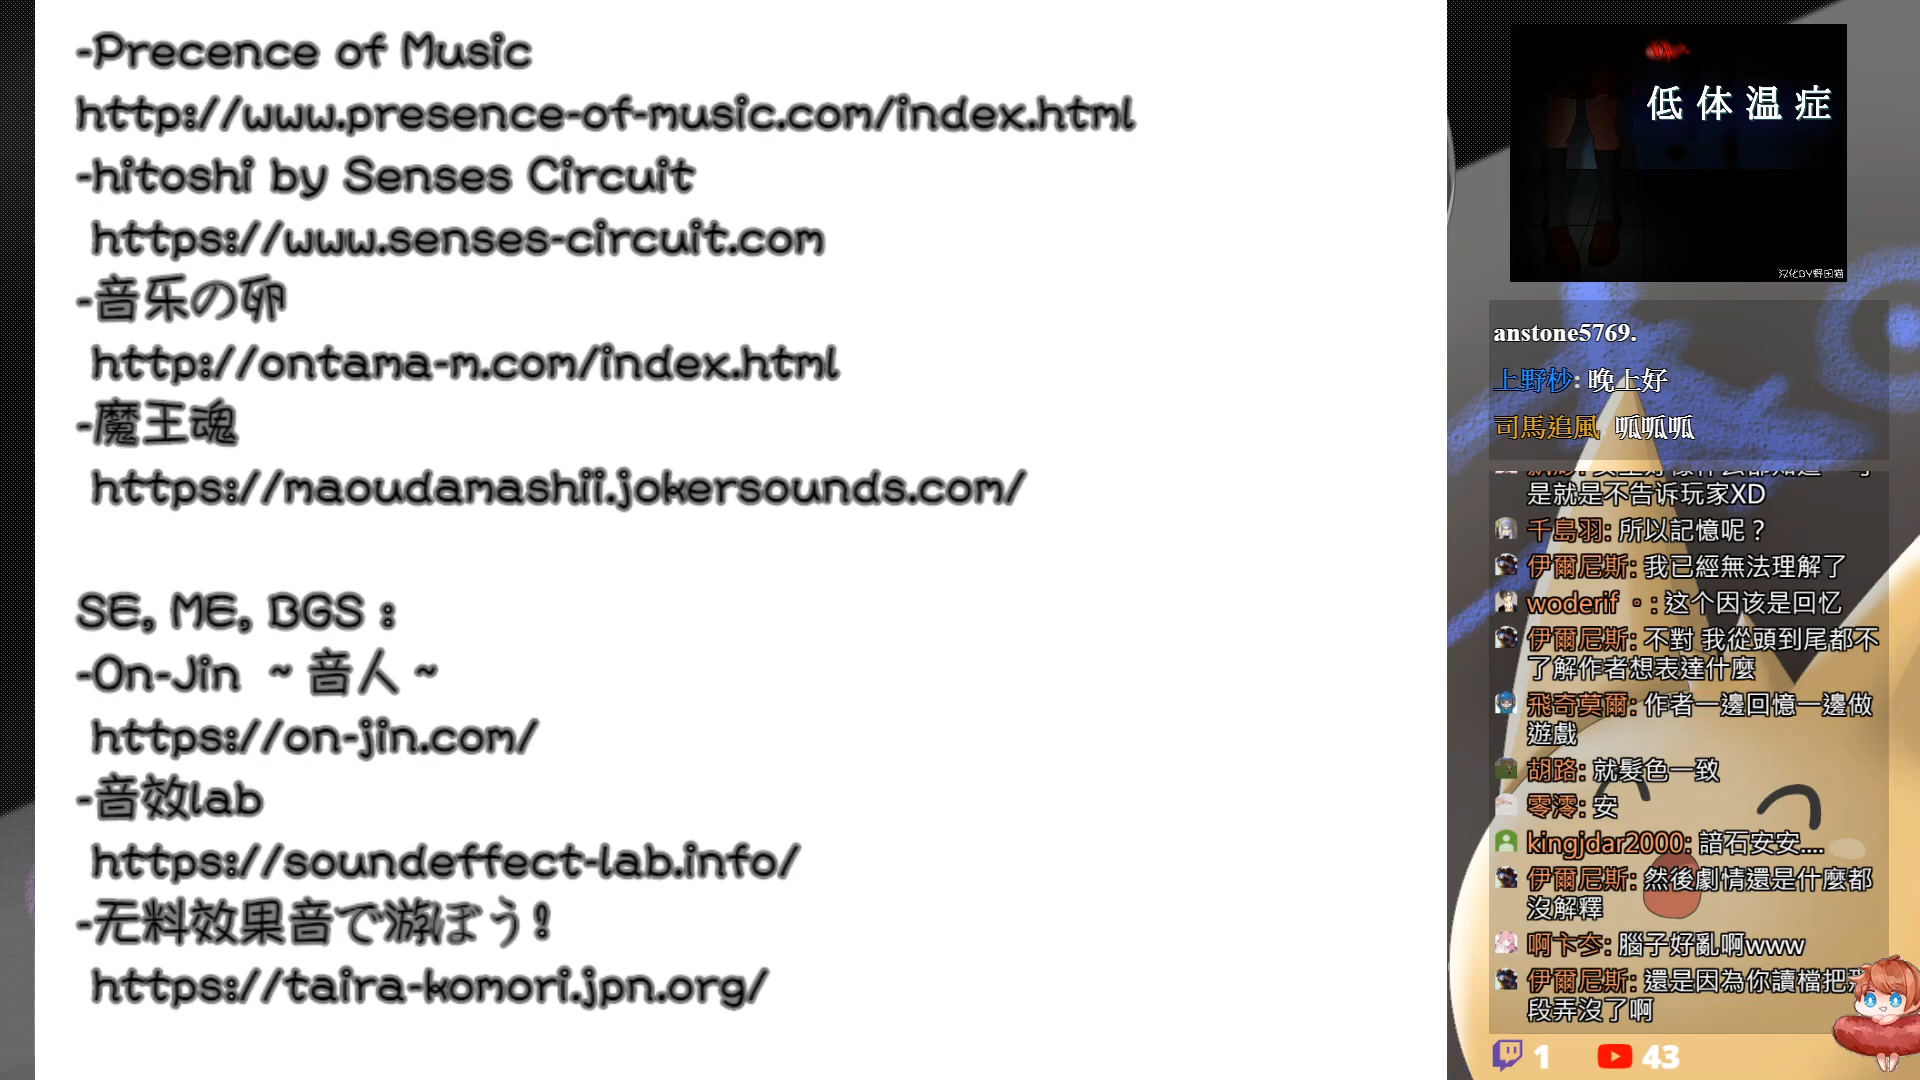 -Precence of Music
http://www.presence-of-music.com/index.html
-hitoshi by Senses Circuit
https://www.senses-circuit.com
-音乐の卵
http://ontama-m.com/index.html
-魔王魂
https://maoudamashii.jokersounds.com/
SE, ME, BGS :
-On-Jin ~音人~
https://on-jin.com/
-音效lab
https://soundeffect-lab.info/
-无料效果音で游ぼう!
https://taira-komori.jpn.org/
低体温症
汉化BY野田猫
anstone5769.
上野杪: 晚上好
司馬追風 呱呱呱
是就是不告诉玩家XD
千島羽: 所以記憶呢？
伊爾尼斯: 我已經無法理解了
woderif 。: 这个因该是回忆
伊爾尼斯: 不對 我從頭到尾都不
了解作者想表達什麼
飛奇莫爾: 作者一邊回憶一邊做
遊戲
胡路: 就髮色一致
零澪: 安
kingjdar2000: 諳石安安....
伊爾尼斯: 然後劇情還是什麼都
沒解釋
啊卞夵: 腦子好亂啊www
伊爾尼斯: 還是因為你讀檔把
段弄沒了啊
1
43